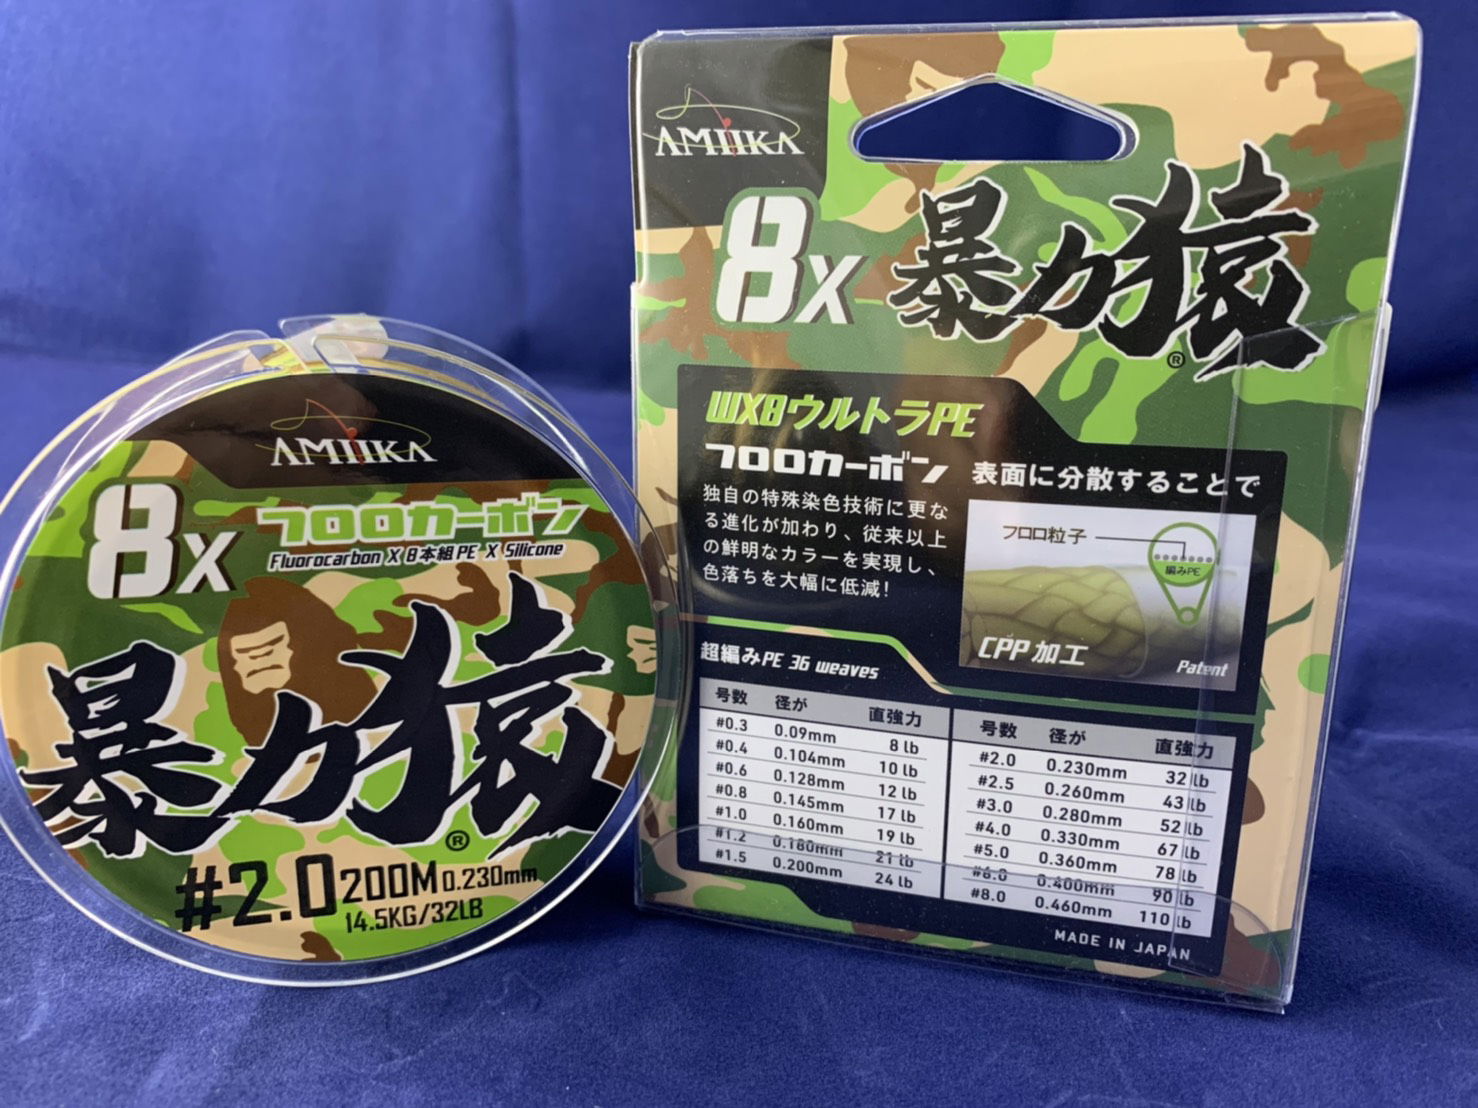 AMIIKA
8X フロロカーボン
Fluorocarbon X 8本組PE X Silicone
暴力猿
®
#2.0 200M 0.230mm
14.5KG/32LB
AMIIKA
8X 暴力猿
®
WX8ウルトラPE
フロロカーボン 表面に分散することで
独自の特殊染色技術に更な
る進化が加わり、従来以上
の鮮明なカラーを実現し、
色落ちを大幅に低減!
フロロ粒子
編みPE
CPP加工
Patent
超編みPE 36 weaves
号数 径が 直強力
#0.3 0.09mm 8 lb
#0.4 0.104mm 10 lb
#0.6 0.128mm 12 lb
#0.8 0.145mm 17 lb
#1.0 0.160mm 19 lb
#1.2 0.180mm 21 lb
#1.5 0.200mm 24 lb
号数 径が 直強力
#2.0 0.230mm 32 lb
#2.5 0.260mm 43 lb
#3.0 0.280mm 52 lb
#4.0 0.330mm 67 lb
#5.0 0.360mm 78 lb
#6.0 0.400mm 90 lb
#8.0 0.460mm 110 lb
MADE IN JAPAN